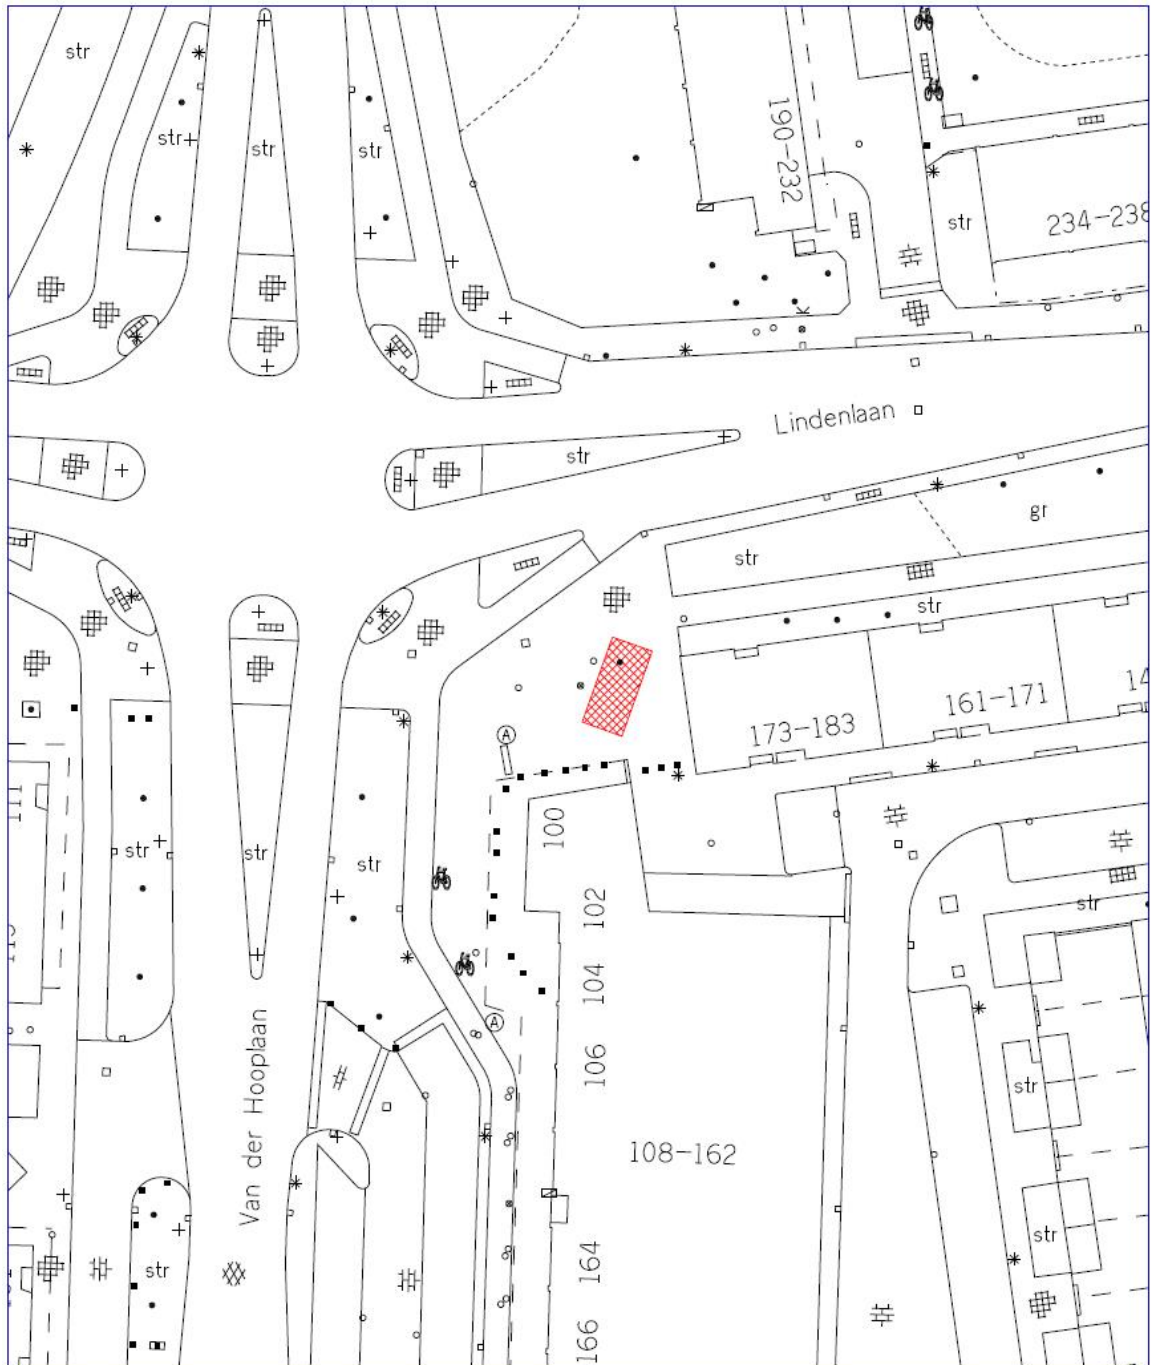 str
str
str
str
190-232
str
234-238
K
Lindenlaan
str
gr
str
str
161-171
173-183
A
111
100
str
str
str
102
str
104
A
106
str
Van der Hooplaan
108-162
str
164
str
166